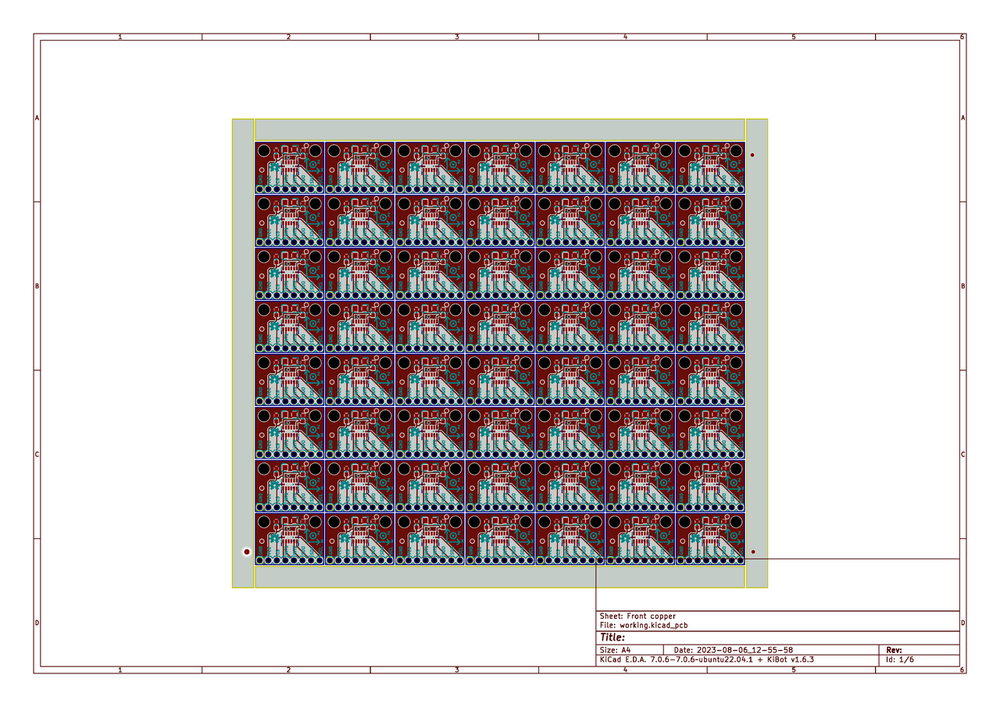 1 2 3 4 5 6
A A
B B
C C
D D
Sheet: Front copper
File: working.kicad_pcb
Title:
Size: A4 Date: 2023-08-06_12-55-58 Rev:
KiCad E.D.A. 7.0.6-7.0.6-ubuntu22.04.1 + KiBot v1.6.3 Id: 1/6
1 2 3 4 5 6